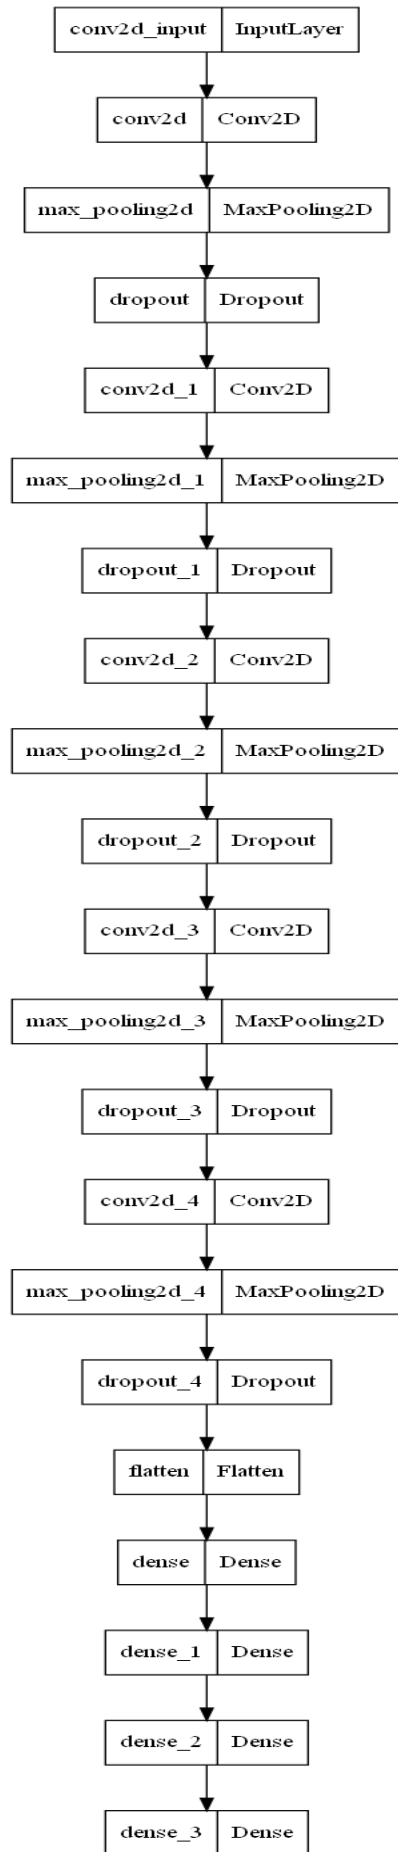 conv2d_input InputLayer
conv2d Conv2D
max_pooling2d MaxPooling2D
dropout Dropout
conv2d_1 Conv2D
max_pooling2d_1 MaxPooling2D
dropout_1 Dropout
conv2d_2 Conv2D
max_pooling2d_2 MaxPooling2D
dropout_2 Dropout
conv2d_3 Conv2D
max_pooling2d_3 MaxPooling2D
dropout_3 Dropout
conv2d_4 Conv2D
max_pooling2d_4 MaxPooling2D
dropout_4 Dropout
flatten Flatten
dense Dense
dense_1 Dense
dense_2 Dense
dense_3 Dense